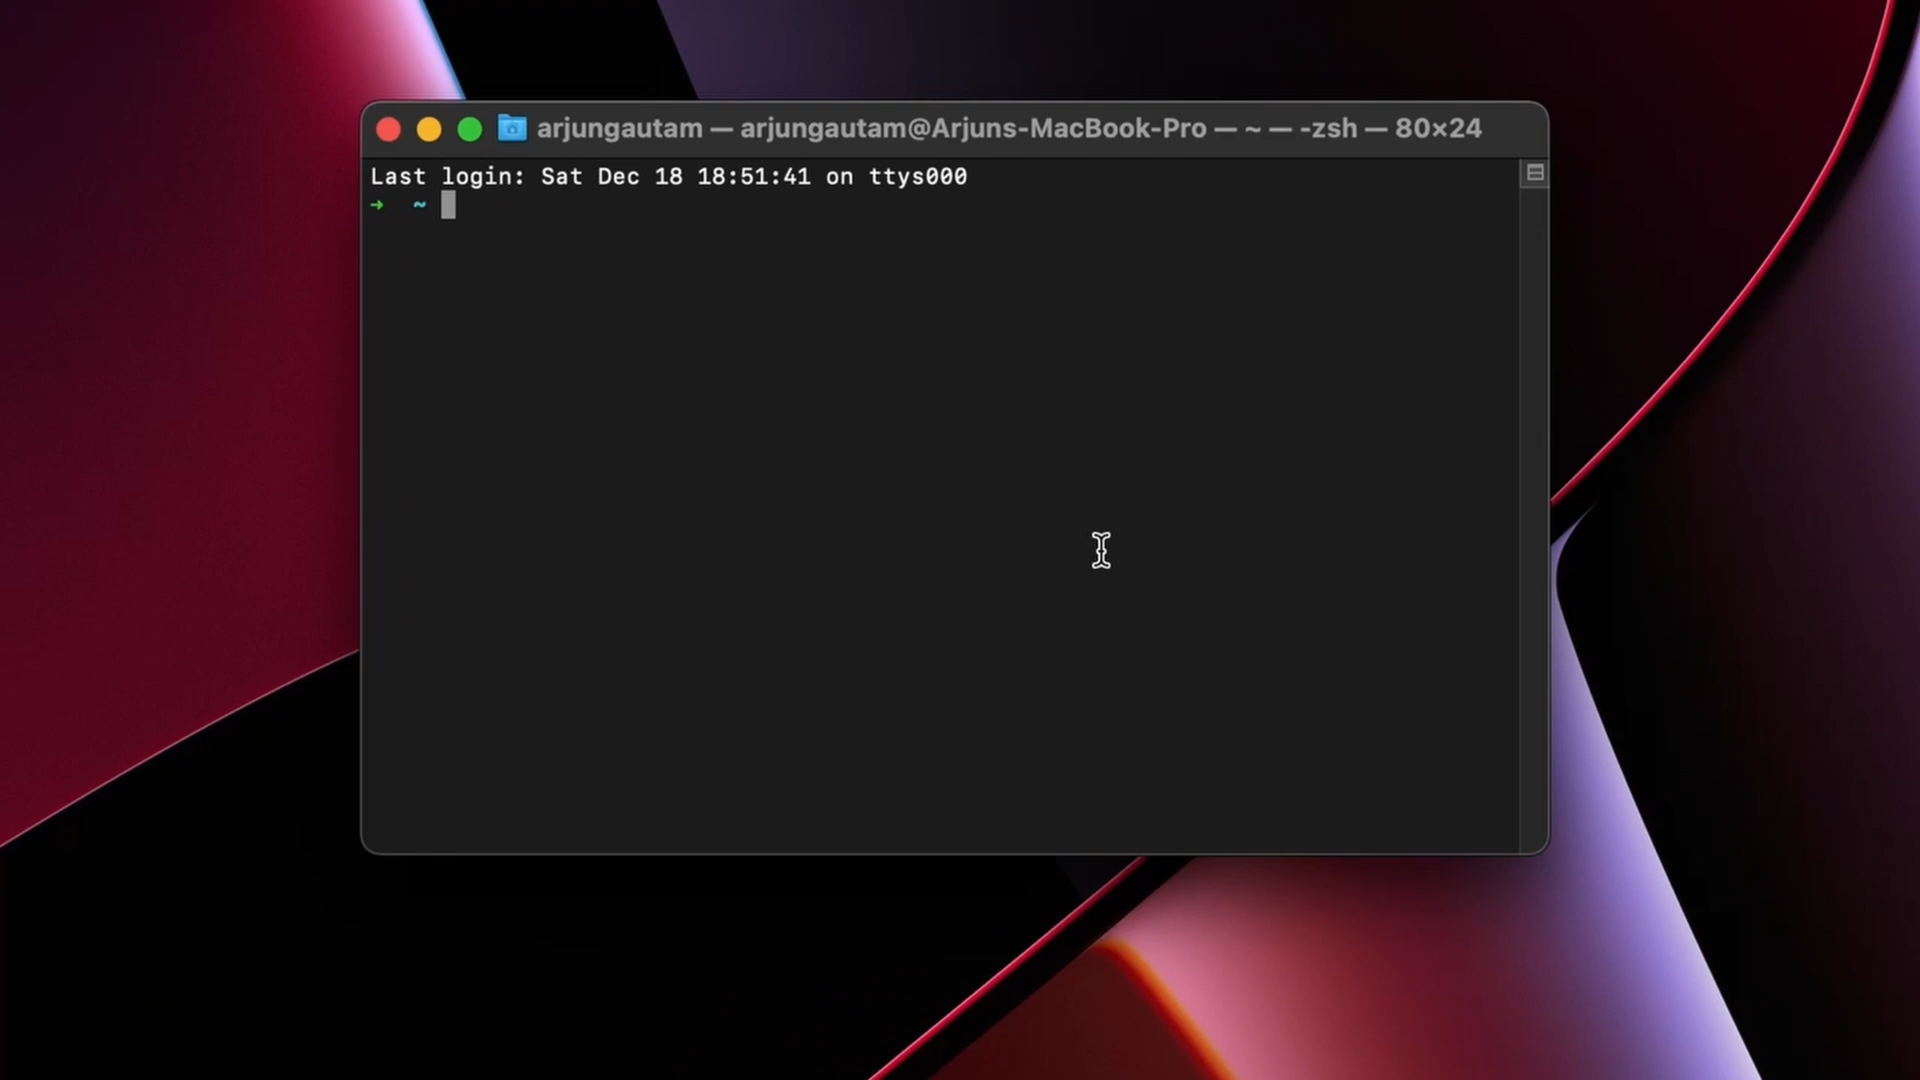 arjungautam — arjungautam@Arjuns-MacBook-Pro — ~ — -zsh — 80×24
Last login: Sat Dec 18 18:51:41 on ttys000
→ ~